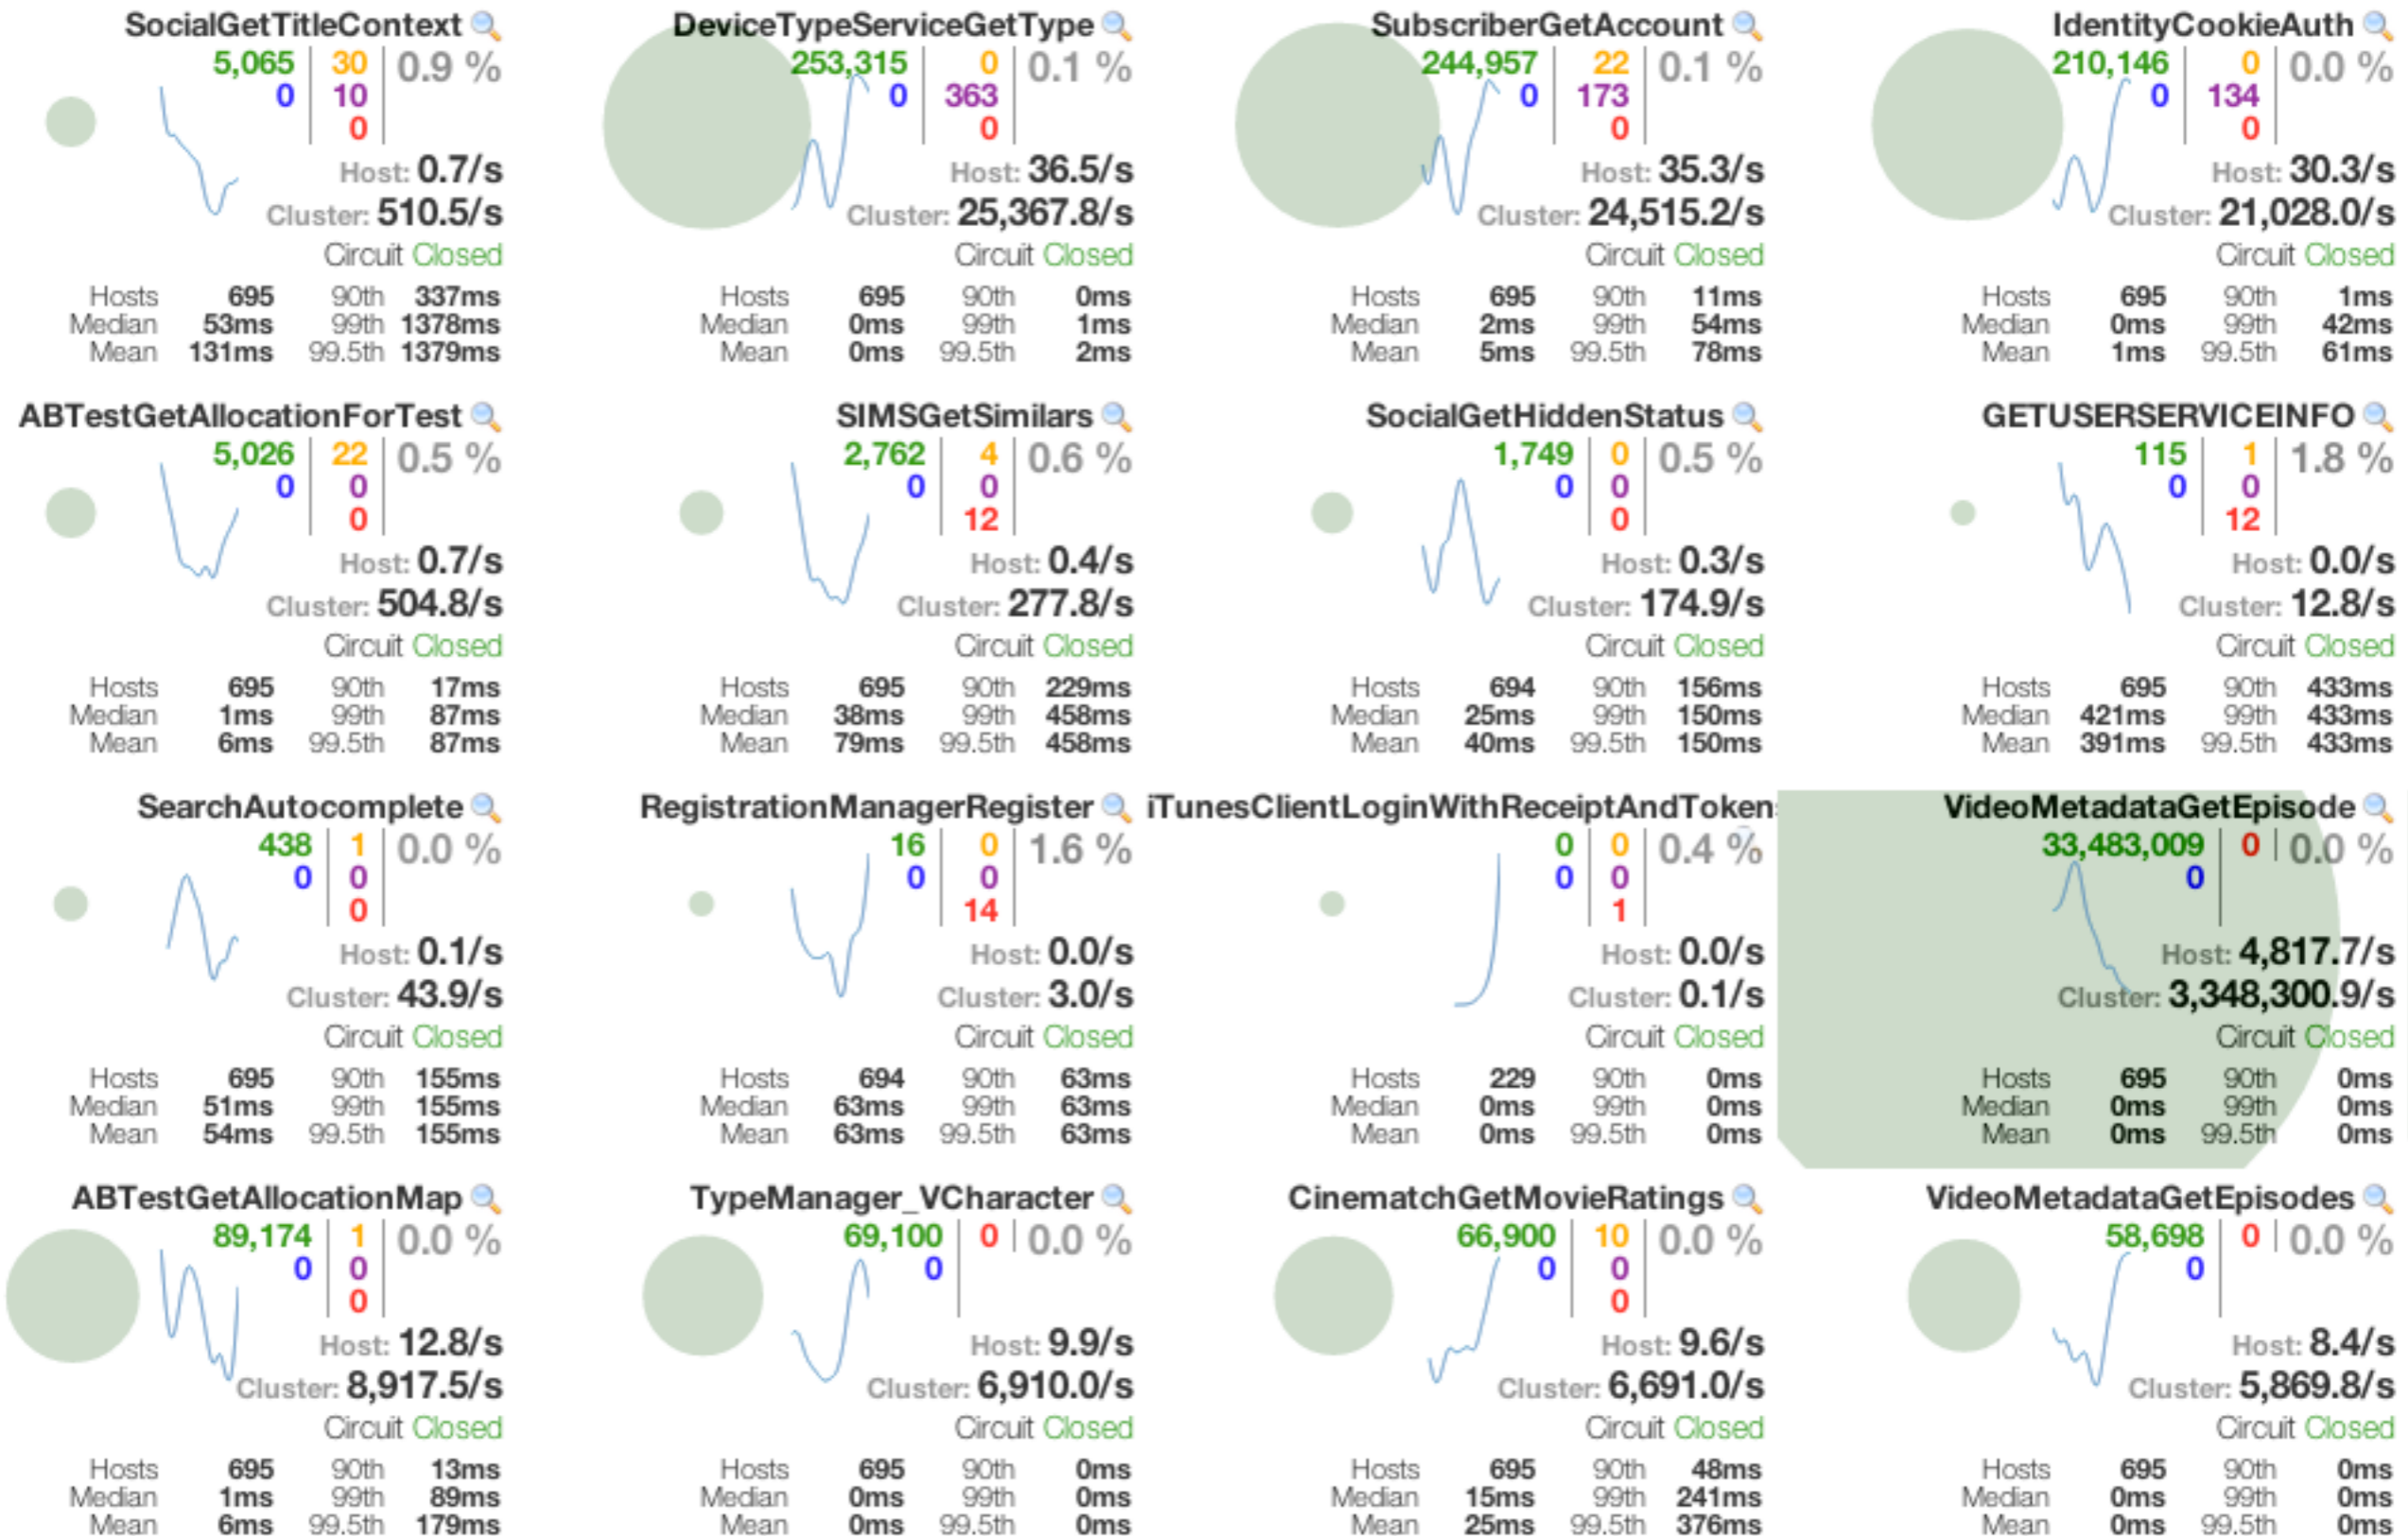 SocialGetTitleContext
5,065 30 0.9 %
0 10
0
Host: 0.7/s
Cluster: 510.5/s
Circuit Closed
Hosts 695 90th 337ms
Median 53ms 99th 1378ms
Mean 131ms 99.5th 1379ms
DeviceTypeServiceGetType
253,315 0 0.1 %
0 363
0
Host: 36.5/s
Cluster: 25,367.8/s
Circuit Closed
Hosts 695 90th 0ms
Median 0ms 99th 1ms
Mean 0ms 99.5th 2ms
SubscriberGetAccount
244,957 22 0.1 %
0 173
0
Host: 35.3/s
Cluster: 24,515.2/s
Circuit Closed
Hosts 695 90th 11ms
Median 2ms 99th 54ms
Mean 5ms 99.5th 78ms
IdentityCookieAuth
210,146 0 0.0 %
0 134
0
Host: 30.3/s
Cluster: 21,028.0/s
Circuit Closed
Hosts 695 90th 1ms
Median 0ms 99th 42ms
Mean 1ms 99.5th 61ms
ABTestGetAllocationForTest
5,026 22 0.5 %
0 0
0
Host: 0.7/s
Cluster: 504.8/s
Circuit Closed
Hosts 695 90th 17ms
Median 1ms 99th 87ms
Mean 6ms 99.5th 87ms
SIMSGetSimilars
2,762 4 0.6 %
0 0
12
Host: 0.4/s
Cluster: 277.8/s
Circuit Closed
Hosts 695 90th 229ms
Median 38ms 99th 458ms
Mean 79ms 99.5th 458ms
SocialGetHiddenStatus
1,749 0 0.5 %
0 0
0
Host: 0.3/s
Cluster: 174.9/s
Circuit Closed
Hosts 694 90th 156ms
Median 25ms 99th 150ms
Mean 40ms 99.5th 150ms
GETUSERSERVICEINFO
115 1 1.8 %
0 0
12
Host: 0.0/s
Cluster: 12.8/s
Circuit Closed
Hosts 695 90th 433ms
Median 421ms 99th 433ms
Mean 391ms 99.5th 433ms
SearchAutocomplete
438 1 0.0 %
0 0
0
Host: 0.1/s
Cluster: 43.9/s
Circuit Closed
Hosts 695 90th 155ms
Median 51ms 99th 155ms
Mean 54ms 99.5th 155ms
RegistrationManagerRegister
16 0 1.6 %
0 0
14
Host: 0.0/s
Cluster: 3.0/s
Circuit Closed
Hosts 694 90th 63ms
Median 63ms 99th 63ms
Mean 63ms 99.5th 63ms
iTunesClientLoginWithReceiptAndToken
0 0 0.4 %
0 0
1
Host: 0.0/s
Cluster: 0.1/s
Circuit Closed
Hosts 229 90th 0ms
Median 0ms 99th 0ms
Mean 0ms 99.5th 0ms
VideoMetadataGetEpisode
33,483,009 0 0.0 %
0
Host: 4,817.7/s
Cluster: 3,348,300.9/s
Circuit Closed
Hosts 695 90th 0ms
Median 0ms 99th 0ms
Mean 0ms 99.5th 0ms
ABTestGetAllocationMap
89,174 1 0.0 %
0 0
0
Host: 12.8/s
Cluster: 8,917.5/s
Circuit Closed
Hosts 695 90th 13ms
Median 1ms 99th 89ms
Mean 6ms 99.5th 179ms
TypeManager_VCharacter
69,100 0 0.0 %
0
Host: 9.9/s
Cluster: 6,910.0/s
Circuit Closed
Hosts 695 90th 0ms
Median 0ms 99th 0ms
Mean 0ms 99.5th 0ms
CinematchGetMovieRatings
66,900 10 0.0 %
0 0
0
Host: 9.6/s
Cluster: 6,691.0/s
Circuit Closed
Hosts 695 90th 48ms
Median 15ms 99th 241ms
Mean 25ms 99.5th 376ms
VideoMetadataGetEpisodes
58,698 0 0.0 %
0
Host: 8.4/s
Cluster: 5,869.8/s
Circuit Closed
Hosts 695 90th 0ms
Median 0ms 99th 0ms
Mean 0ms 99.5th 0ms